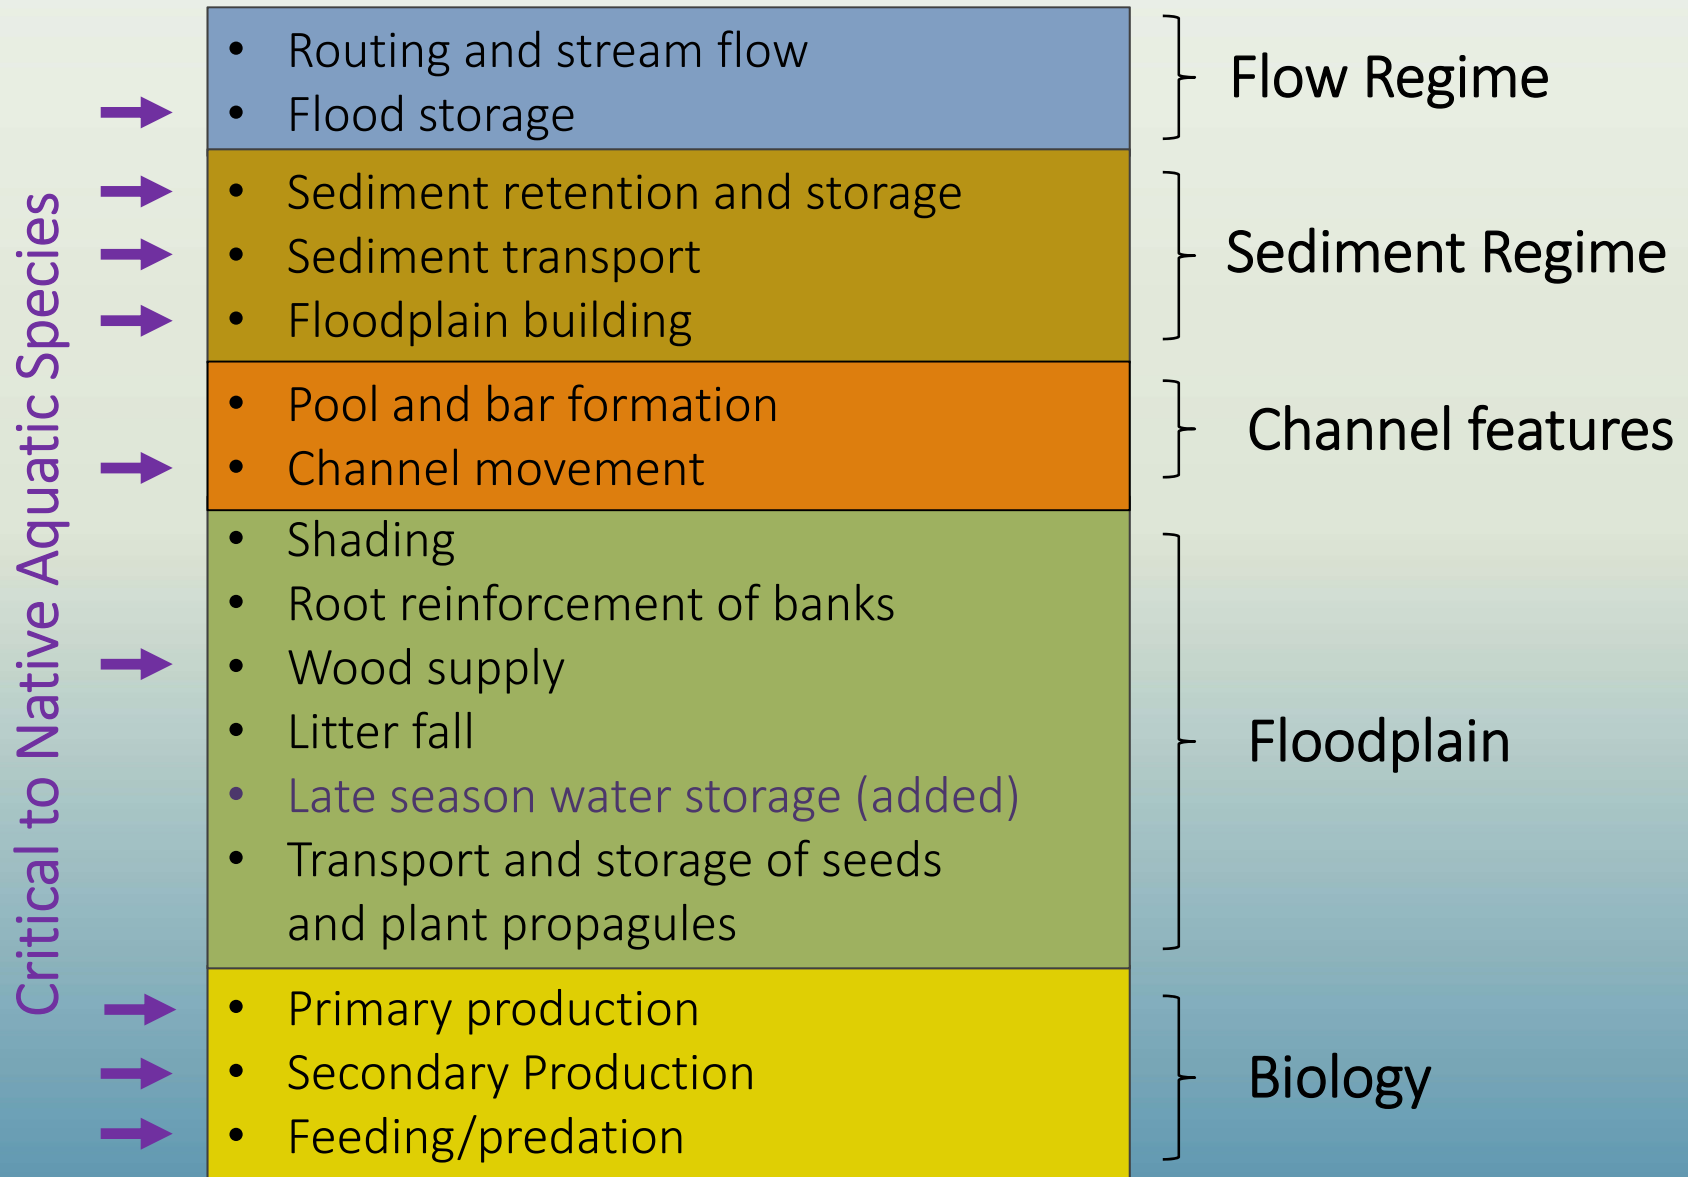 Critical to Native Aquatic Species
• Routing and stream flow
• Flood storage
Flow Regime
• Sediment retention and storage
• Sediment transport
• Floodplain building
Sediment Regime
• Pool and bar formation
• Channel movement
Channel features
• Shading
• Root reinforcement of banks
• Wood supply
• Litter fall
• Late season water storage (added)
• Transport and storage of seeds
and plant propagules
Floodplain
• Primary production
• Secondary Production
• Feeding/predation
Biology